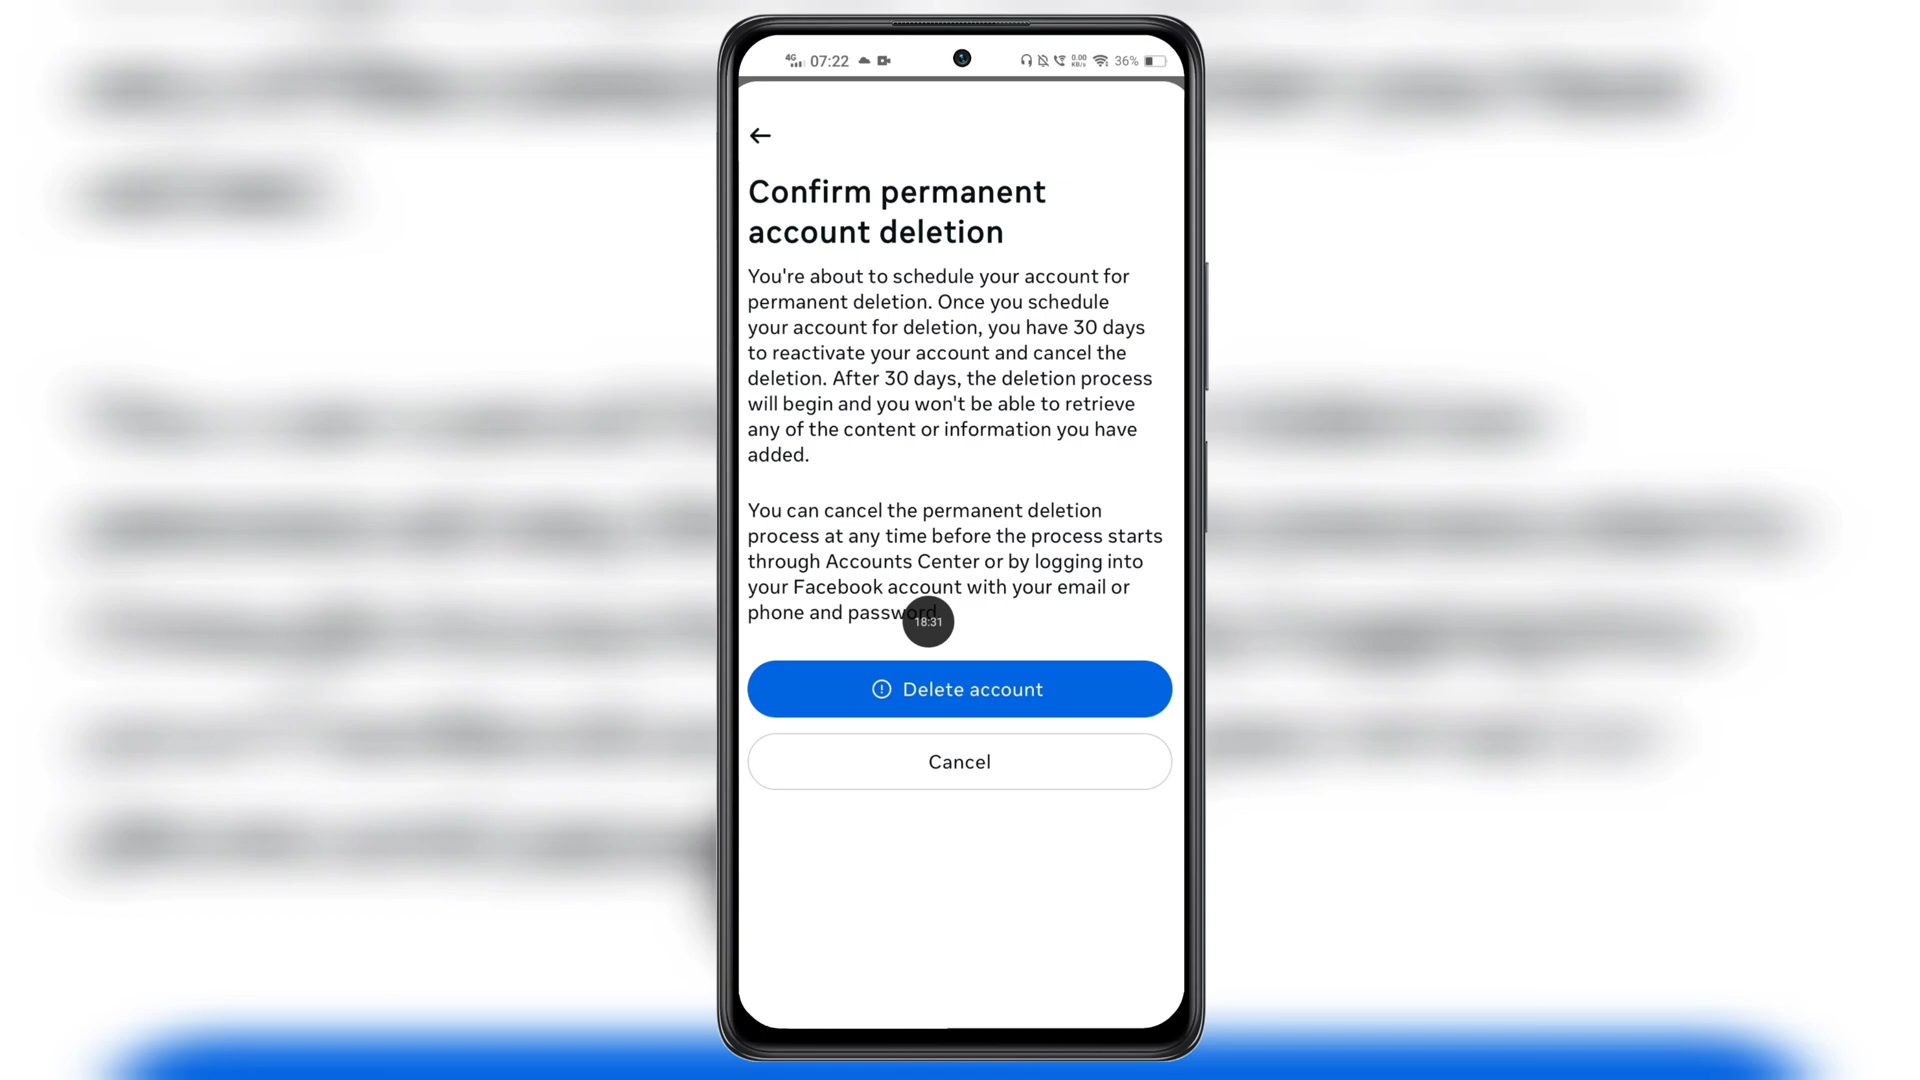 4G 07:22 0.00 KB/s 36%
Confirm permanent
account deletion
You're about to schedule your account for
permanent deletion. Once you schedule
your account for deletion, you have 30 days
to reactivate your account and cancel the
deletion. After 30 days, the deletion process
will begin and you won't be able to retrieve
any of the content or information you have
added.
You can cancel the permanent deletion
process at any time before the process starts
through Accounts Center or by logging into
your Facebook account with your email or
phone and password.
18:31
Delete account
Cancel